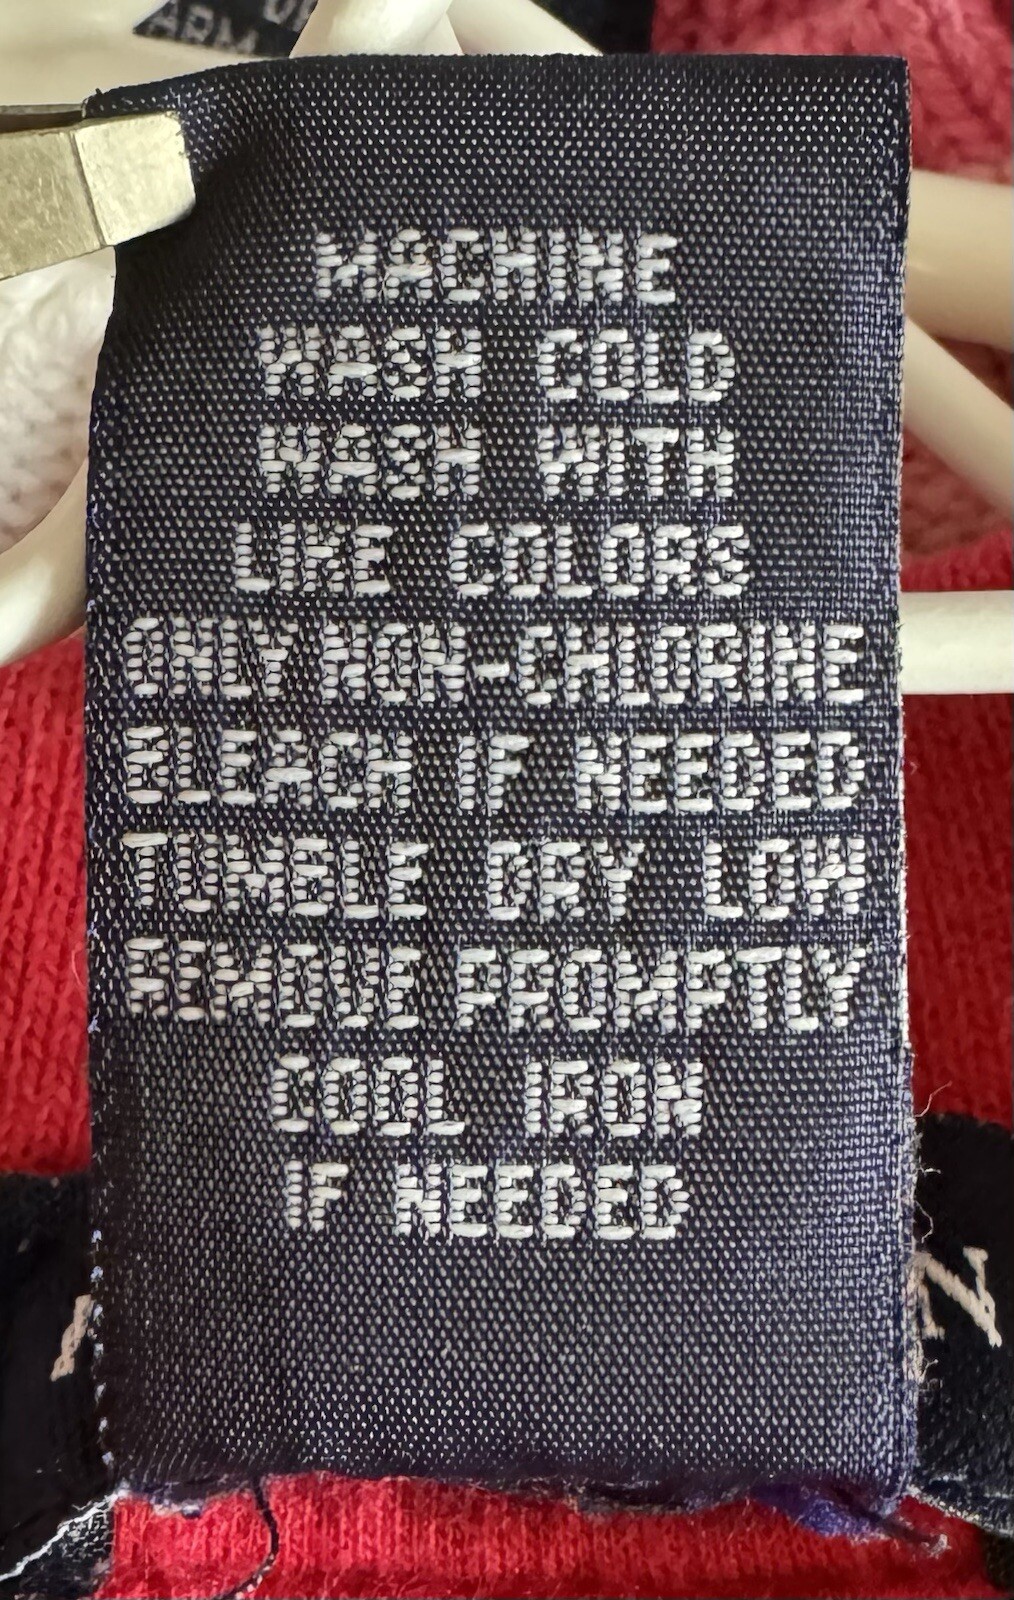 MACHINE
WASH COLD
WASH WITH
LIKE COLORS
ONLY NON-CHLORINE
BLEACH IF NEEDED
TUMBLE DRY LOW
REMOVE PROMPTLY
COOL IRON
IF NEEDED